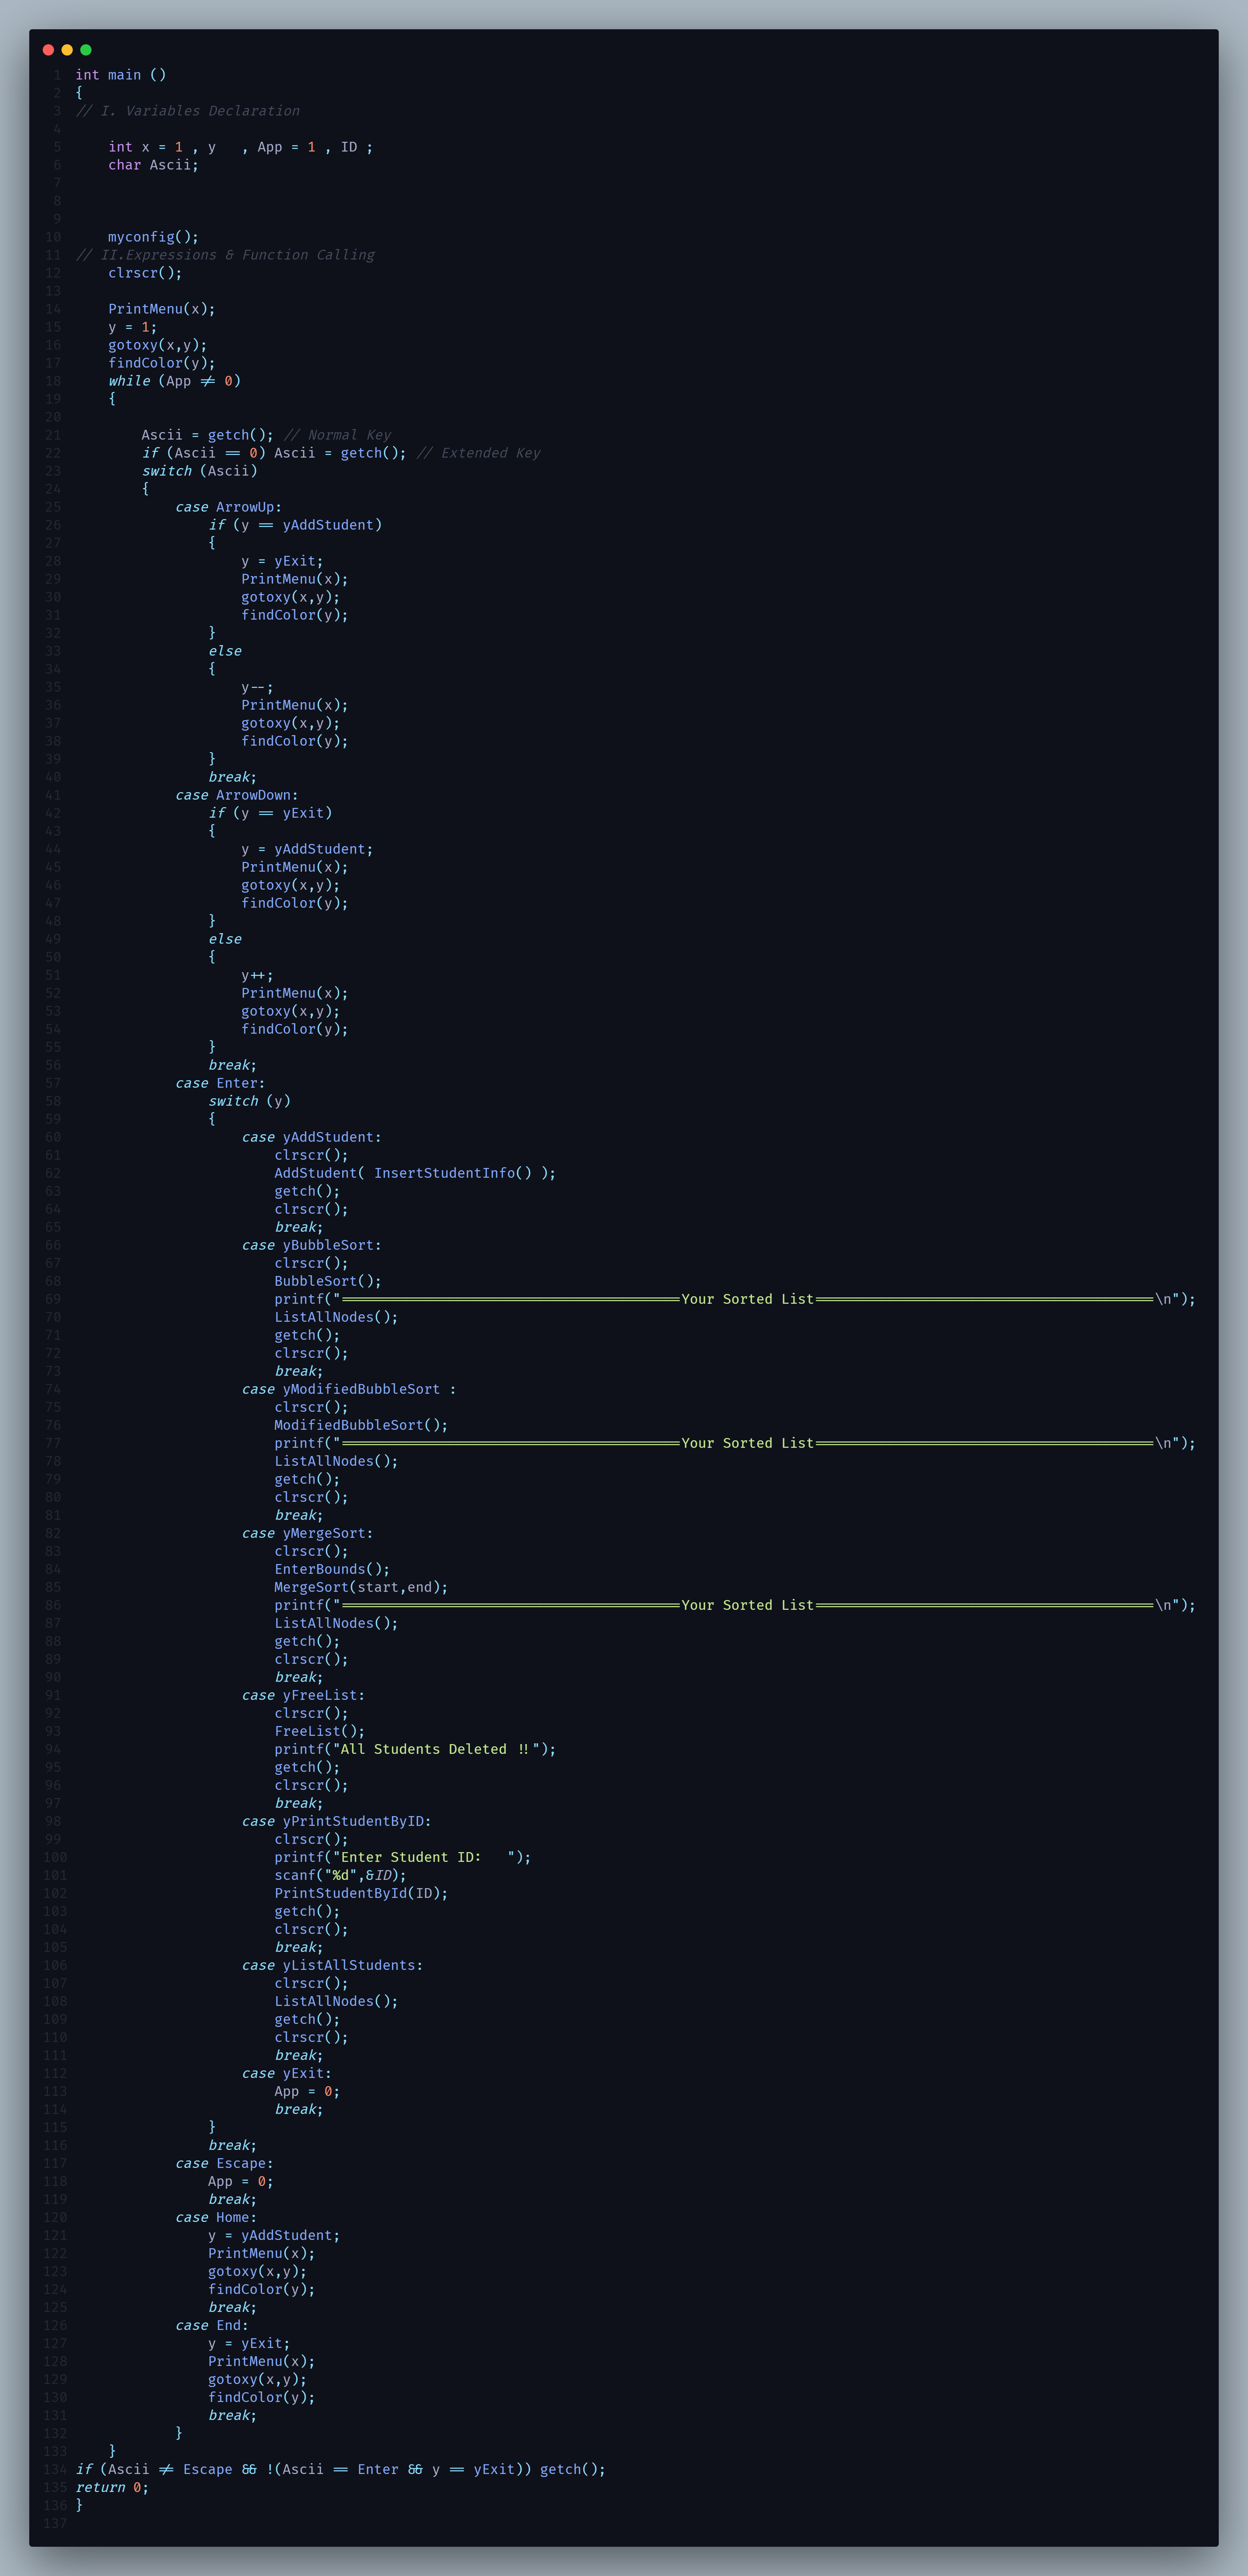 1 int main ()
2 {
3 // I. Variables Declaration
4
5     int x = 1 , y   , App = 1 , ID ;
6     char Ascii;
7
8
9
10     myconfig();
11 // II.Expressions & Function Calling
12     clrscr();
13
14     PrintMenu(x);
15     y = 1;
16     gotoxy(x,y);
17     findColor(y);
18     while (App != 0)
19     {
20
21         Ascii = getch(); // Normal Key
22         if (Ascii == 0) Ascii = getch(); // Extended Key
23         switch (Ascii)
24         {
25             case ArrowUp:
26                 if (y == yAddStudent)
27                 {
28                     y = yExit;
29                     PrintMenu(x);
30                     gotoxy(x,y);
31                     findColor(y);
32                 }
33                 else
34                 {
35                     y--;
36                     PrintMenu(x);
37                     gotoxy(x,y);
38                     findColor(y);
39                 }
40                 break;
41             case ArrowDown:
42                 if (y == yExit)
43                 {
44                     y = yAddStudent;
45                     PrintMenu(x);
46                     gotoxy(x,y);
47                     findColor(y);
48                 }
49                 else
50                 {
51                     y++;
52                     PrintMenu(x);
53                     gotoxy(x,y);
54                     findColor(y);
55                 }
56                 break;
57             case Enter:
58                 switch (y)
59                 {
60                     case yAddStudent:
61                         clrscr();
62                         AddStudent( InsertStudentInfo() );
63                         getch();
64                         clrscr();
65                         break;
66                     case yBubbleSort:
67                         clrscr();
68                         BubbleSort();
69                         printf("=========================================Your Sorted List=========================================\n");
70                         ListAllNodes();
71                         getch();
72                         clrscr();
73                         break;
74                     case yModifiedBubbleSort :
75                         clrscr();
76                         ModifiedBubbleSort();
77                         printf("=========================================Your Sorted List=========================================\n");
78                         ListAllNodes();
79                         getch();
80                         clrscr();
81                         break;
82                     case yMergeSort:
83                         clrscr();
84                         EnterBounds();
85                         MergeSort(start,end);
86                         printf("=========================================Your Sorted List=========================================\n");
87                         ListAllNodes();
88                         getch();
89                         clrscr();
90                         break;
91                     case yFreeList:
92                         clrscr();
93                         FreeList();
94                         printf("All Students Deleted !!");
95                         getch();
96                         clrscr();
97                         break;
98                     case yPrintStudentByID:
99                         clrscr();
100                         printf("Enter Student ID:   ");
101                         scanf("%d",&ID);
102                         PrintStudentById(ID);
103                         getch();
104                         clrscr();
105                         break;
106                     case yListAllStudents:
107                         clrscr();
108                         ListAllNodes();
109                         getch();
110                         clrscr();
111                         break;
112                     case yExit:
113                         App = 0;
114                         break;
115                 }
116                 break;
117             case Escape:
118                 App = 0;
119                 break;
120             case Home:
121                 y = yAddStudent;
122                 PrintMenu(x);
123                 gotoxy(x,y);
124                 findColor(y);
125                 break;
126             case End:
127                 y = yExit;
128                 PrintMenu(x);
129                 gotoxy(x,y);
130                 findColor(y);
131                 break;
132             }
133     }
134 if (Ascii != Escape && !(Ascii == Enter && y == yExit)) getch();
135 return 0;
136 }
137